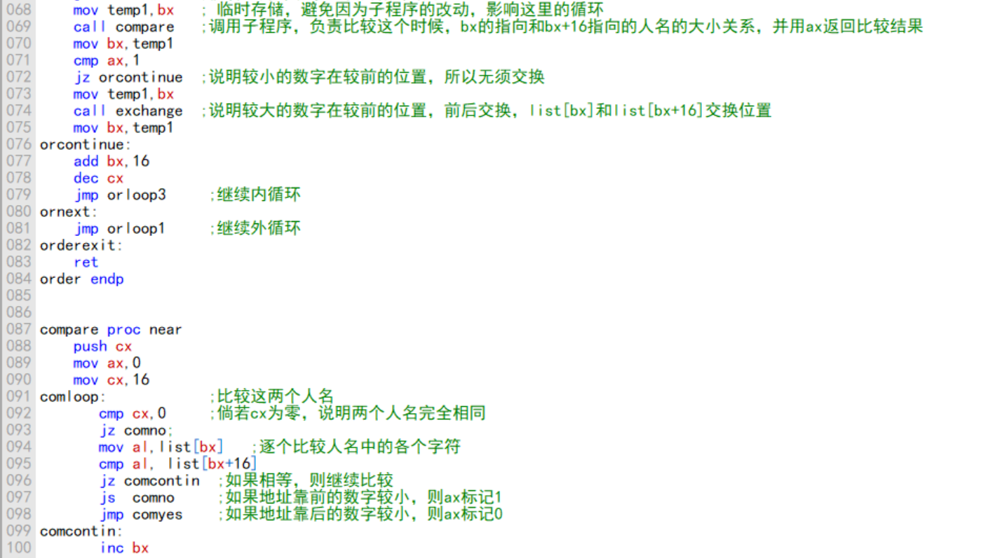 068     mov temp1,bx   ; 临时存储，避免因为子程序的改动，影响这里的循环
069     call compare   ;调用子程序，负责比较这个时候，bx的指向和bx+16指向的人名的大小关系，并用ax返回比较结果
070     mov bx,temp1
071     cmp ax,1
072     jz orcontinue  ;说明较小的数字在较前的位置，所以无须交换
073     mov temp1,bx
074     call exchange  ;说明较大的数字在较前的位置，前后交换，list[bx]和list[bx+16]交换位置
075     mov bx,temp1
076 orcontinue:
077     add bx,16
078     dec cx
079     jmp orloop3     ;继续内循环
080 ornext:
081     jmp orloop1     ;继续外循环
082 orderexit:
083     ret
084 order endp
085
086
087 compare proc near
088     push cx
089     mov ax,0
090     mov cx,16
091 comloop:            ;比较这两个人名
092        cmp cx,0     ;倘若cx为零，说明两个人名完全相同
093        jz comno;
094        mov al,list[bx]   ;逐个比较人名中的各个字符
095        cmp al, list[bx+16]
096        jz comcontin  ;如果相等，则继续比较
097        js  comno     ;如果地址靠前的数字较小，则ax标记1
098        jmp comyes    ;如果地址靠后的数字较小，则ax标记0
099 comcontin:
100        inc bx